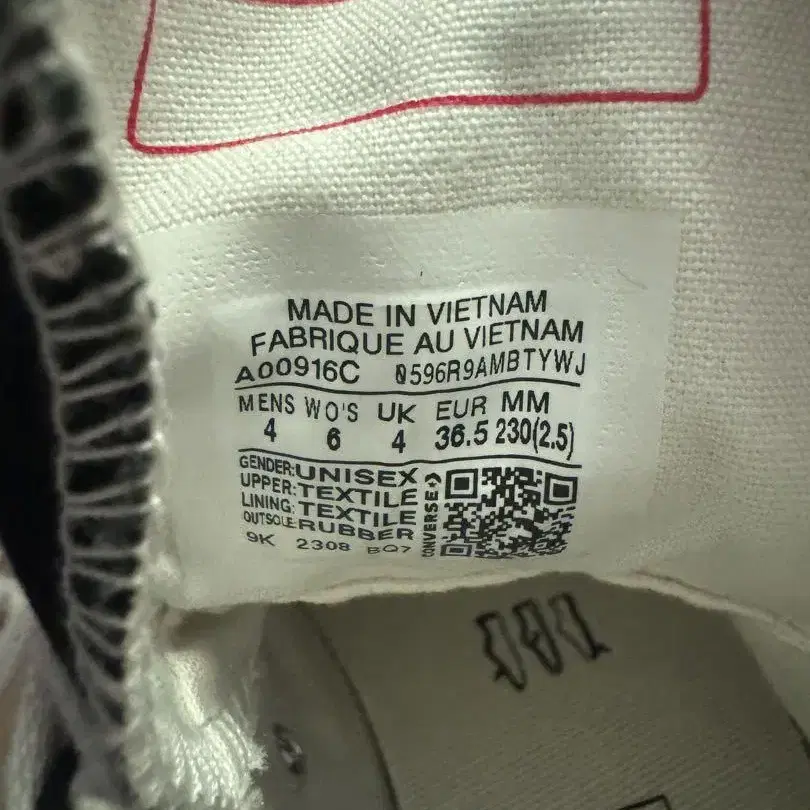 MADE IN VIETNAM
FABRIQUE AU VIETNAM
A00916C 0596R9AMBTYWJ
MENS WO'S UK EUR MM
4 6 4 36.5 230(2.5)
GENDER:UNISEX
UPPER:TEXTILE
LINING:TEXTILE
OUTSOLE:RUBBER
9K 2308 BQ7
CONVERSE